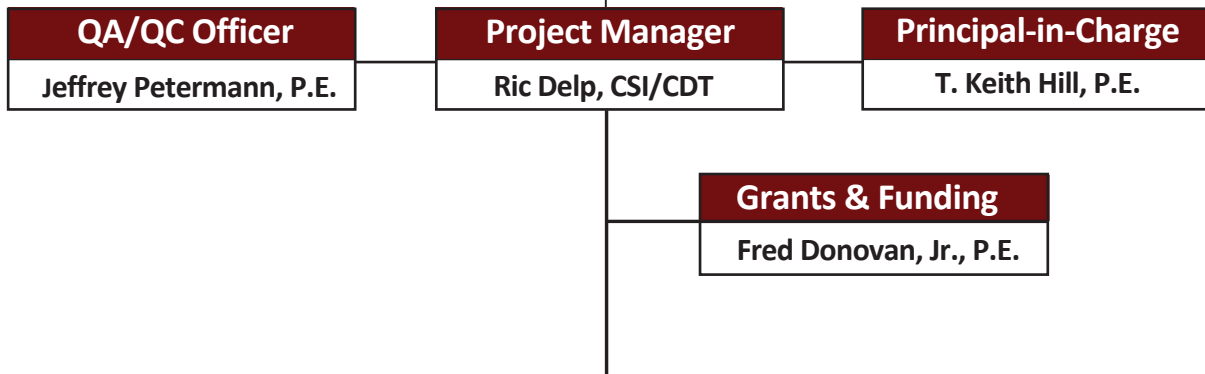 QA/QC Officer
Jeffrey Petermann, P.E.
Project Manager
Ric Delp, CSI/CDT
Principal-in-Charge
T. Keith Hill, P.E.
Grants & Funding
Fred Donovan, Jr., P.E.